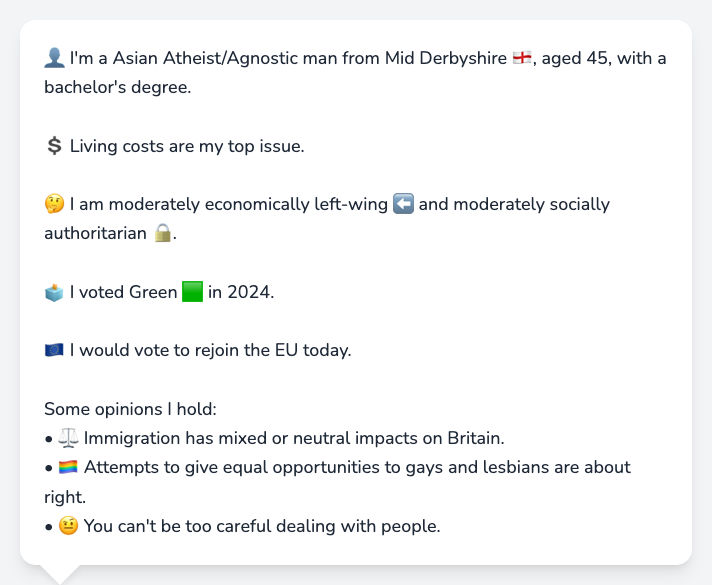 👤 I'm a Asian Atheist/Agnostic man from Mid Derbyshire 🏴󠁧󠁢󠁥󠁮󠁧󠁿, aged 45, with a
bachelor's degree.
💲 Living costs are my top issue.
🤔 I am moderately economically left-wing ⬅️ and moderately socially
authoritarian 🔒.
🗳️ I voted Green 🟩 in 2024.
🇪🇺 I would vote to rejoin the EU today.
Some opinions I hold:
• ⚖️ Immigration has mixed or neutral impacts on Britain.
• 🏳️‍🌈 Attempts to give equal opportunities to gays and lesbians are about
right.
• 🤨 You can't be too careful dealing with people.